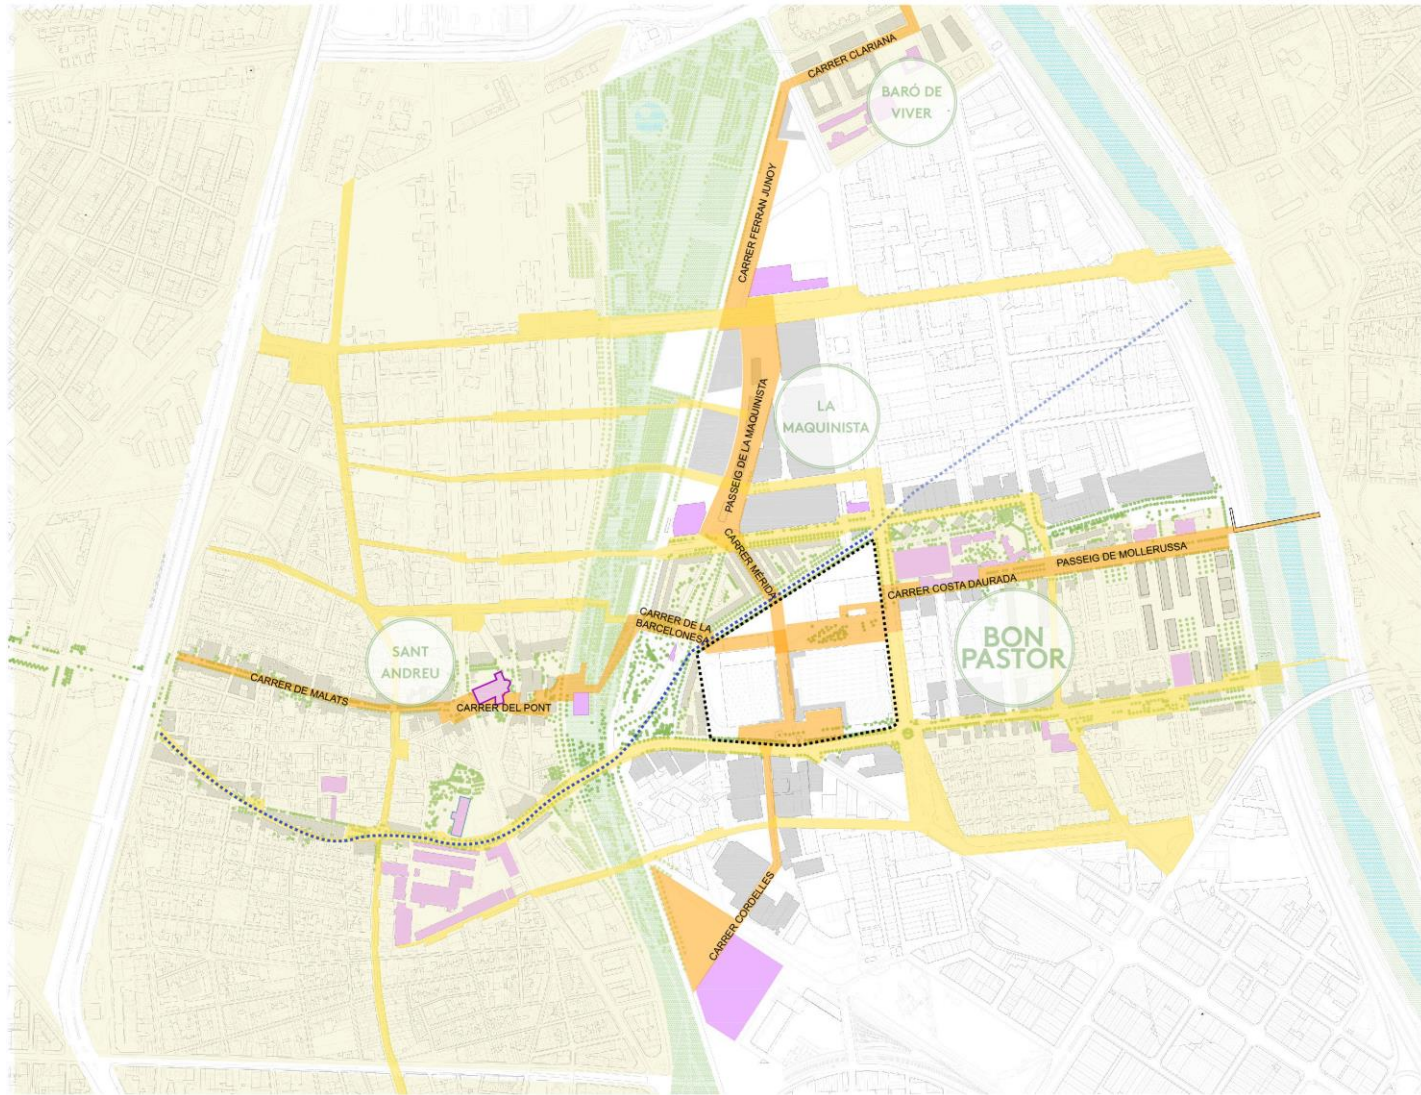 CARRER CLARIANA
BARÓ DE
VIVER
CARRER FERRAN JUNOY
PASSEIG DE LA MAQUINISTA
LA
MAQUINISTA
CARRER MÉRIDA
PASSEIG DE MOLLERUSSA
CARRER COSTA DAURADA
CARRER DE LA
BARCELONESA
BON
PASTOR
SANT
ANDREU
CARRER DE MALATS
CARRER DEL PONT
CARRER CORDELLES